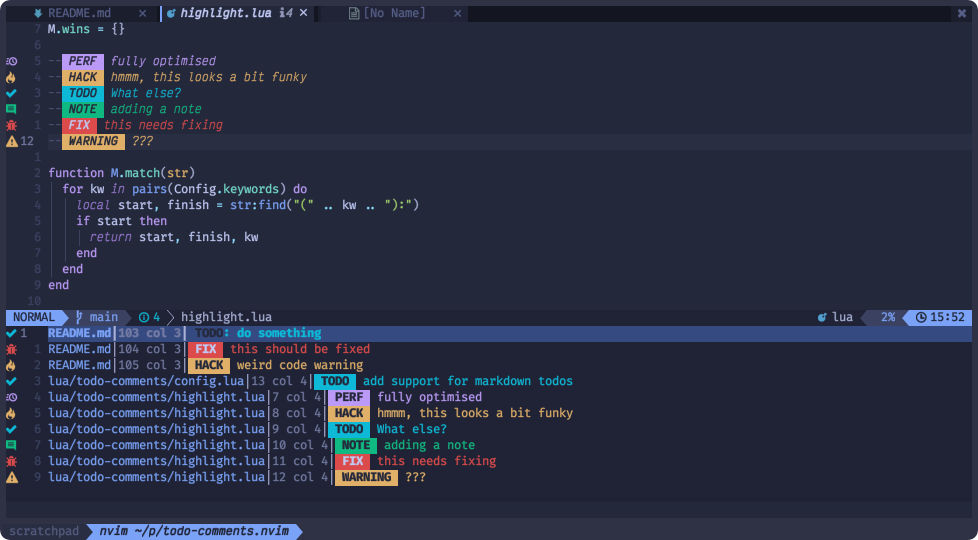 README.md × highlight.lua 4 × [No Name] ×
7 M.wins = {}
6
5 -- PERF fully optimised
4 -- HACK hmmm, this looks a bit funky
3 -- TODO What else?
2 -- NOTE adding a note
1 -- FIX this needs fixing
12 -- WARNING ???
1
2 function M.match(str)
3 for kw in pairs(Config.keywords) do
4 local start, finish = str:find("(" .. kw .. "):")
5 if start then
6 return start, finish, kw
7 end
8 end
9 end
10
NORMAL main 4 highlight.lua lua 2% 15:52
1 README.md|103 col 3| TODO: do something
1 README.md|104 col 3| FIX this should be fixed
2 README.md|105 col 3| HACK weird code warning
3 lua/todo-comments/config.lua|13 col 4| TODO add support for markdown todos
4 lua/todo-comments/highlight.lua|7 col 4| PERF fully optimised
5 lua/todo-comments/highlight.lua|8 col 4| HACK hmmm, this looks a bit funky
6 lua/todo-comments/highlight.lua|9 col 4| TODO What else?
7 lua/todo-comments/highlight.lua|10 col 4| NOTE adding a note
8 lua/todo-comments/highlight.lua|11 col 4| FIX this needs fixing
9 lua/todo-comments/highlight.lua|12 col 4| WARNING ???
scratchpad nvim ~/p/todo-comments.nvim